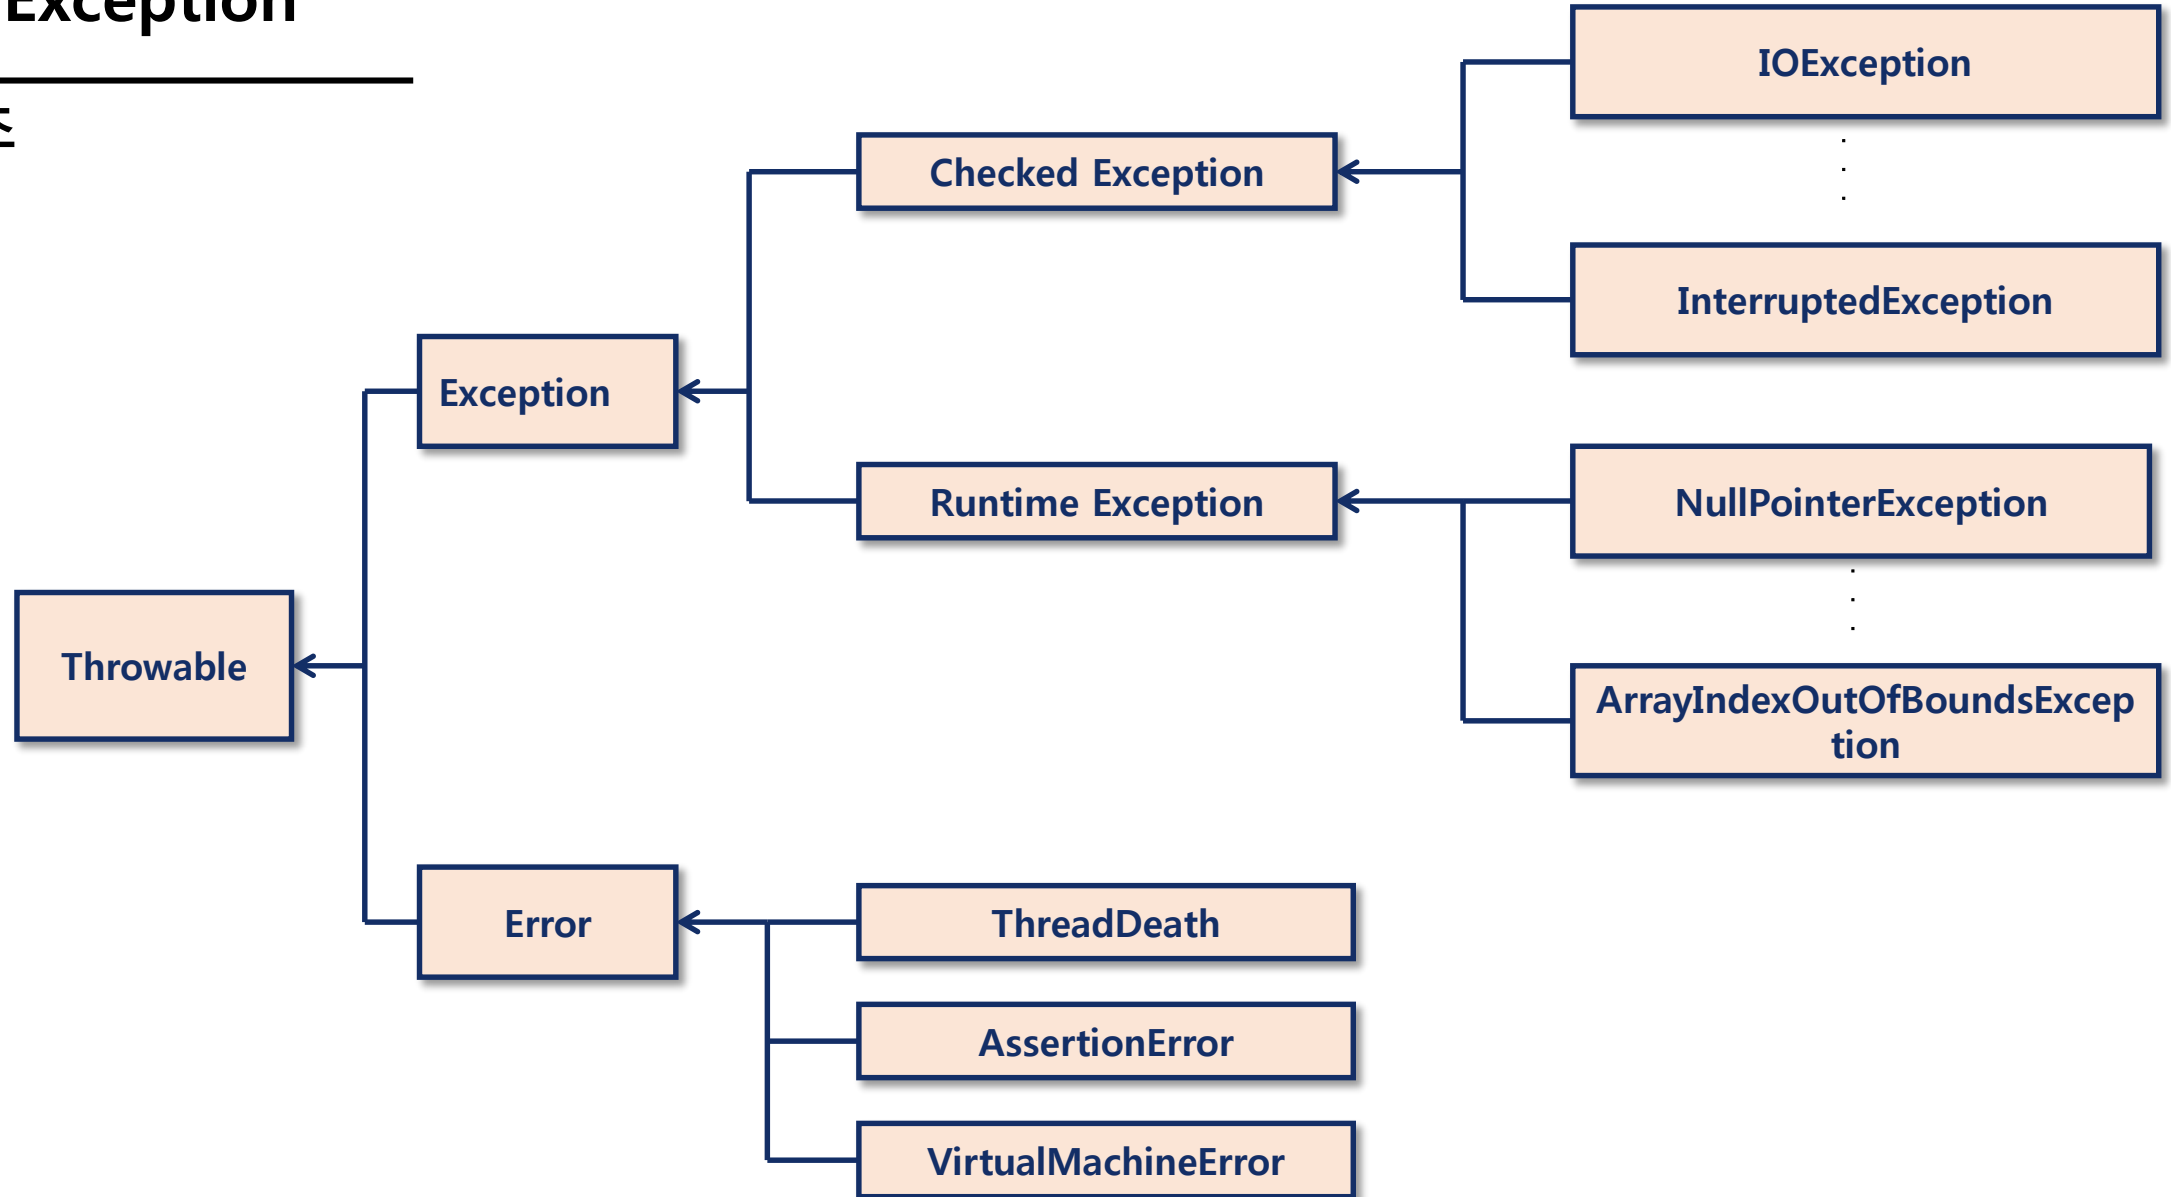 Exception
IOException
Checked Exception
InterruptedException
Exception
Runtime Exception
NullPointerException
Throwable
ArrayIndexOutOfBoundsExcep
tion
Error
ThreadDeath
AssertionError
VirtualMachineError